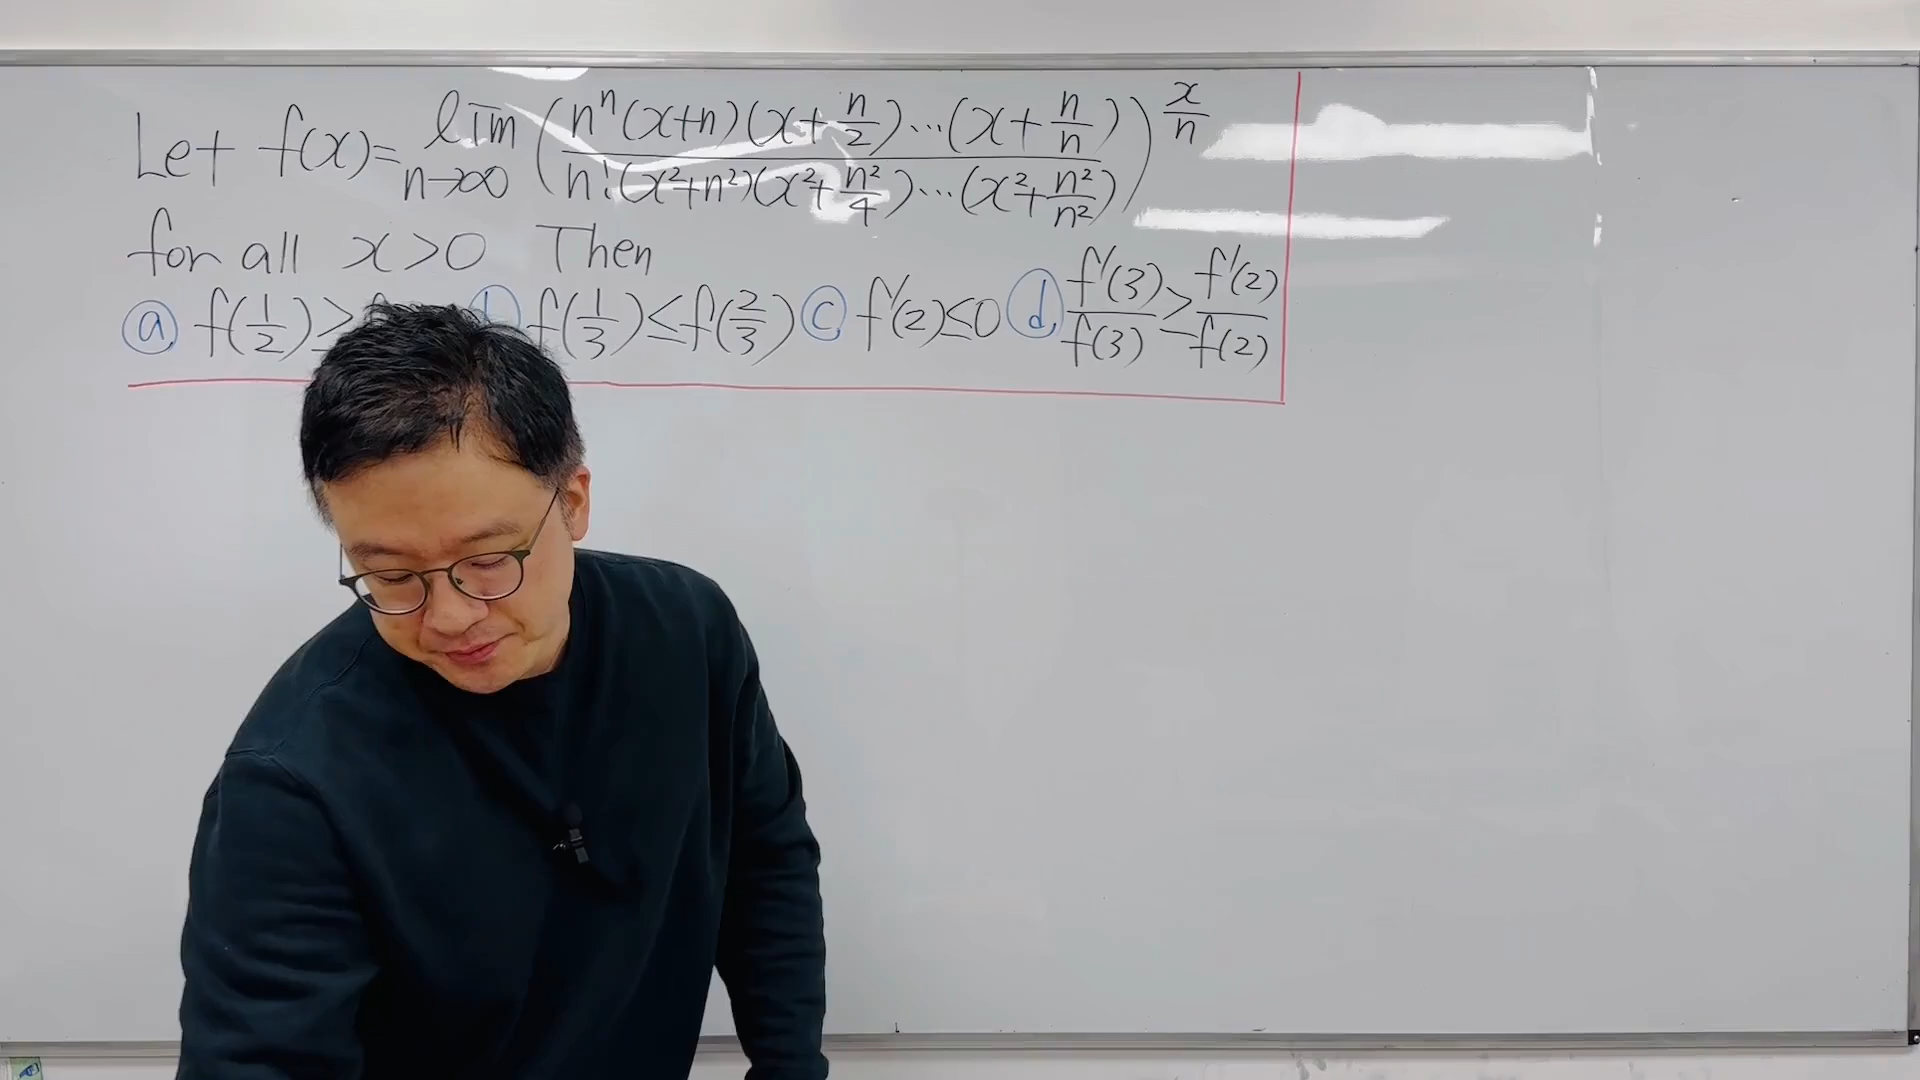 Let f(x)=lim_{n→∞}(n^n(x+n)(x+n/2)⋯(x+n/n) / n!(x²+n²)(x²+n²/4)⋯(x²+n²/n²))^{x/n}
for all x>0 Then
ⓐ f(1/2)≥ f(1/3)≤f(2/3) ⓒ f'(2)≤0 ⓓ f'(3)/f(3)≥f'(2)/f(2)